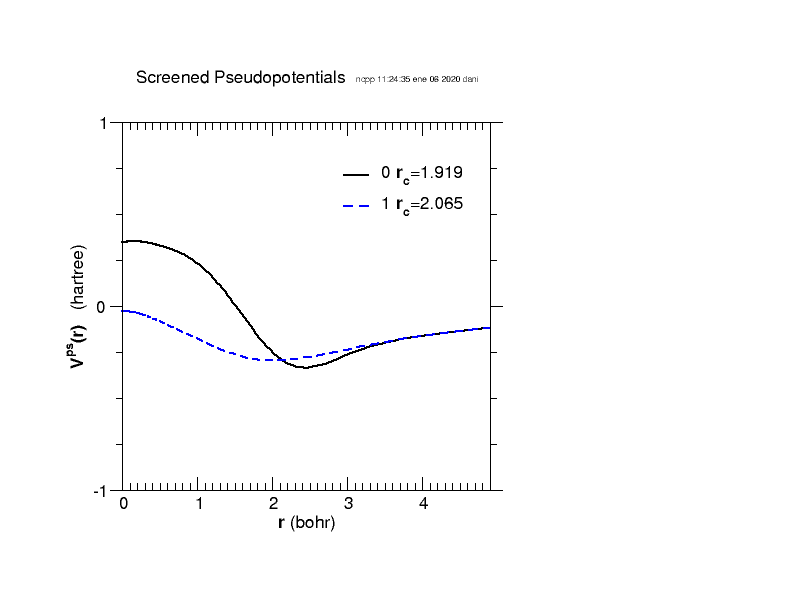 Screened Pseudopotentials ncpp 11:24:35 ene 06 2020 dani
1
0 rc=1.919
1 rc=2.065
0
Vps(r) (hartree)
-1
0 1 2 3 4
r (bohr)